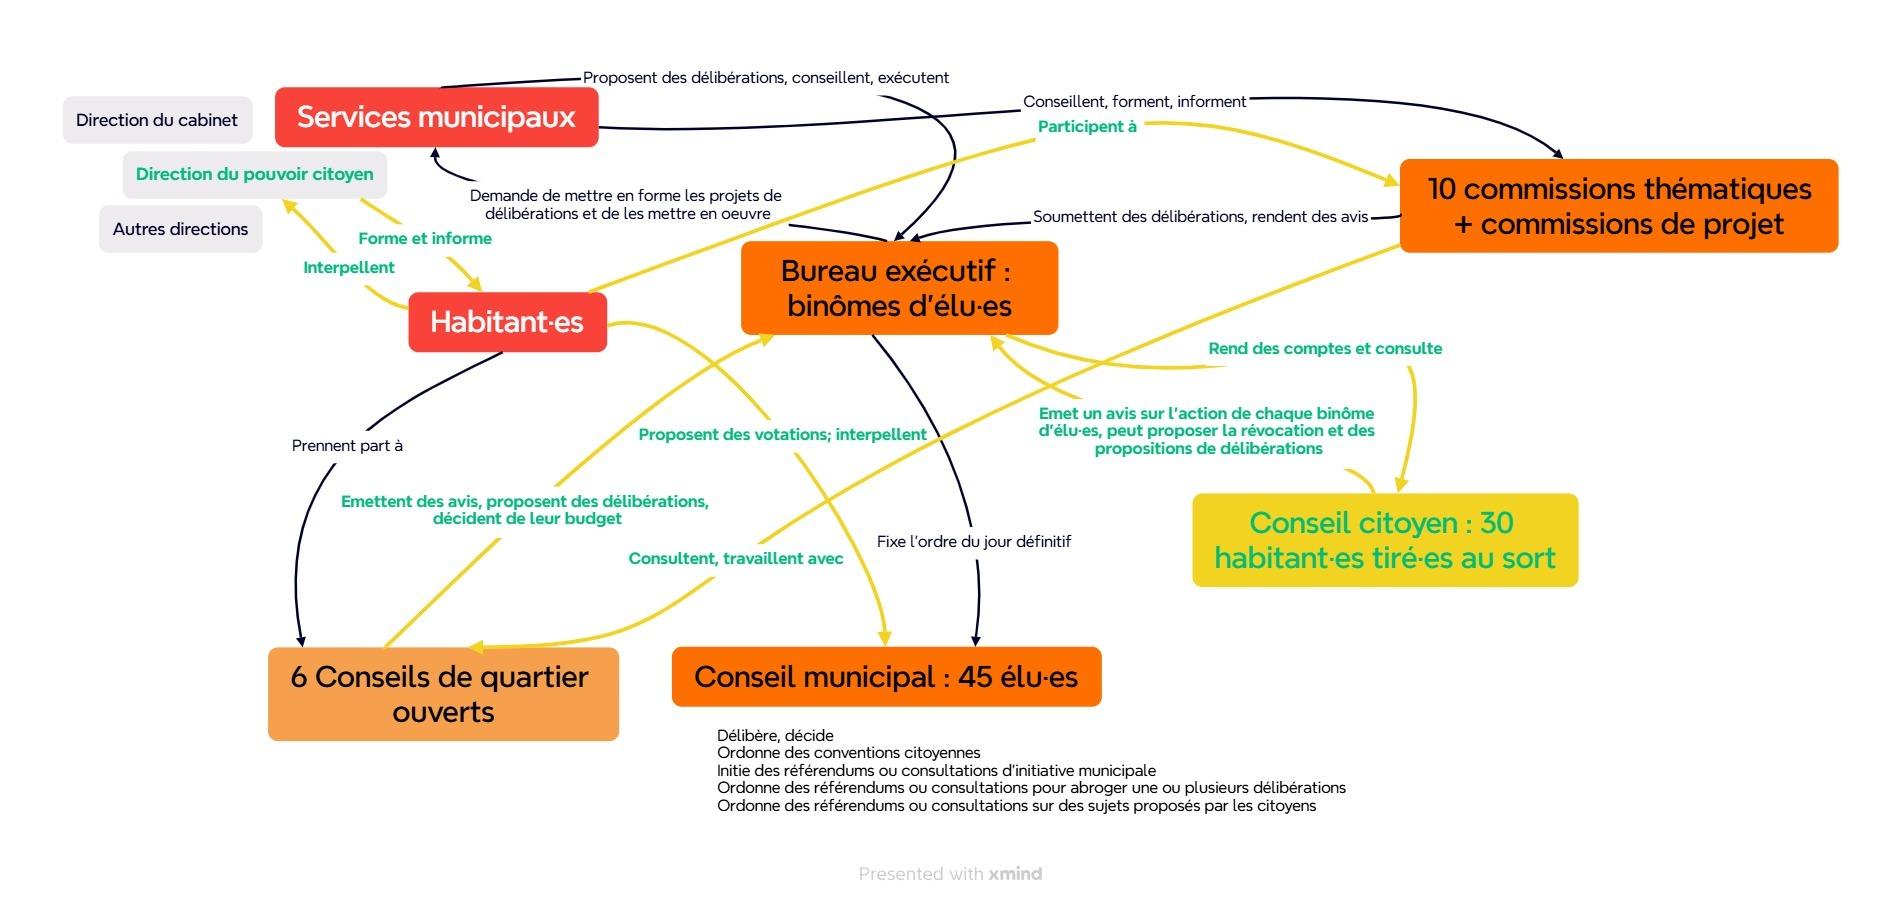 Proposent des délibérations, conseillent, exécutent
Conseillent, forment, informent
Services municipaux
Direction du cabinet
Participent à
Direction du pouvoir citoyen
10 commissions thématiques
+ commissions de projet
Demande de mettre en forme les projets de
délibérations et de les mettre en oeuvre
Soumettent des délibérations, rendent des avis
Autres directions
Forme et informe
Interpellent
Bureau exécutif :
binômes d'élu·es
Habitant·es
Rend des comptes et consulte
Emet un avis sur l'action de chaque binôme
d'élu·es, peut proposer la révocation et des
propositions de délibérations
Proposent des votations; interpellent
Prennent part à
Emettent des avis, proposent des délibérations,
décident de leur budget
Conseil citoyen : 30
habitant·es tiré·es au sort
Fixe l'ordre du jour définitif
Consultent, travaillent avec
6 Conseils de quartier
ouverts
Conseil municipal : 45 élu·es
Délibère, décide
Ordonne des conventions citoyennes
Initie des référendums ou consultations d'initiative municipale
Ordonne des référendums ou consultations pour abroger une ou plusieurs délibérations
Ordonne des référendums ou consultations sur des sujets proposés par les citoyens
Presented with xmind